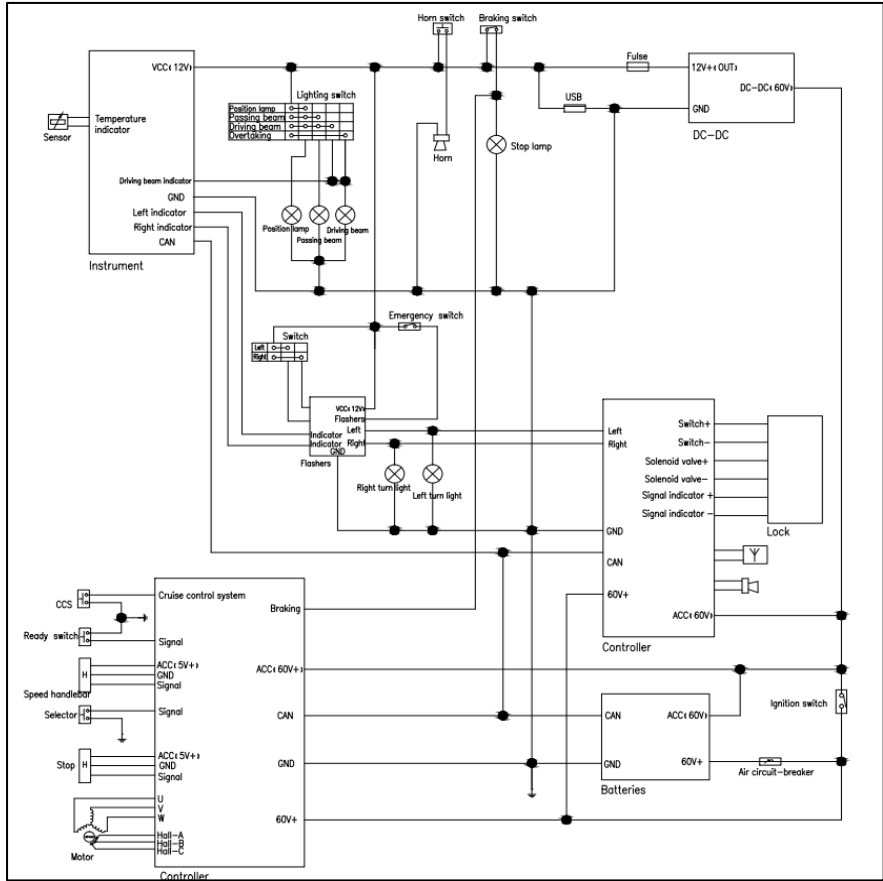 Horn switch
Braking switch
VCC( 12V)
Fulse
12V+( OUT)
DC-DC( 60V)
GND
DC-DC
USB
Lighting switch
Position lamp
Passing beam
Driving beam
Overtaking
Temperature
indicator
Sensor
Horn
Stop lamp
Driving beam indicator
GND
Left indicator
Right indicator
CAN
Instrument
Position lamp
Passing beam
Driving beam
Emergency switch
Switch
Left
Right
VCC( 12V)
Flashers
Left
Indicator
Indicator
Right
GND
Flashers
Right turn light
Left turn light
Left
Right
Switch+
Switch-
Solenoid valve+
Solenoid valve-
Signal indicator +
Signal indicator -
Lock
GND
CAN
60V+
ACC( 60V)
Controller
CCS
Cruise control system
Braking
Ready switch
Signal
ACC( 5V+)
GND
Signal
H
Speed handlebar
ACC( 60V+)
Selector
Signal
CAN
CAN
ACC( 60V)
Ignition switch
Stop
H
ACC( 5V+)
GND
Signal
GND
GND
60V+
Air circuit-breaker
Batteries
U
V
W
60V+
Hall-A
Hall-B
Hall-C
Motor
Controller